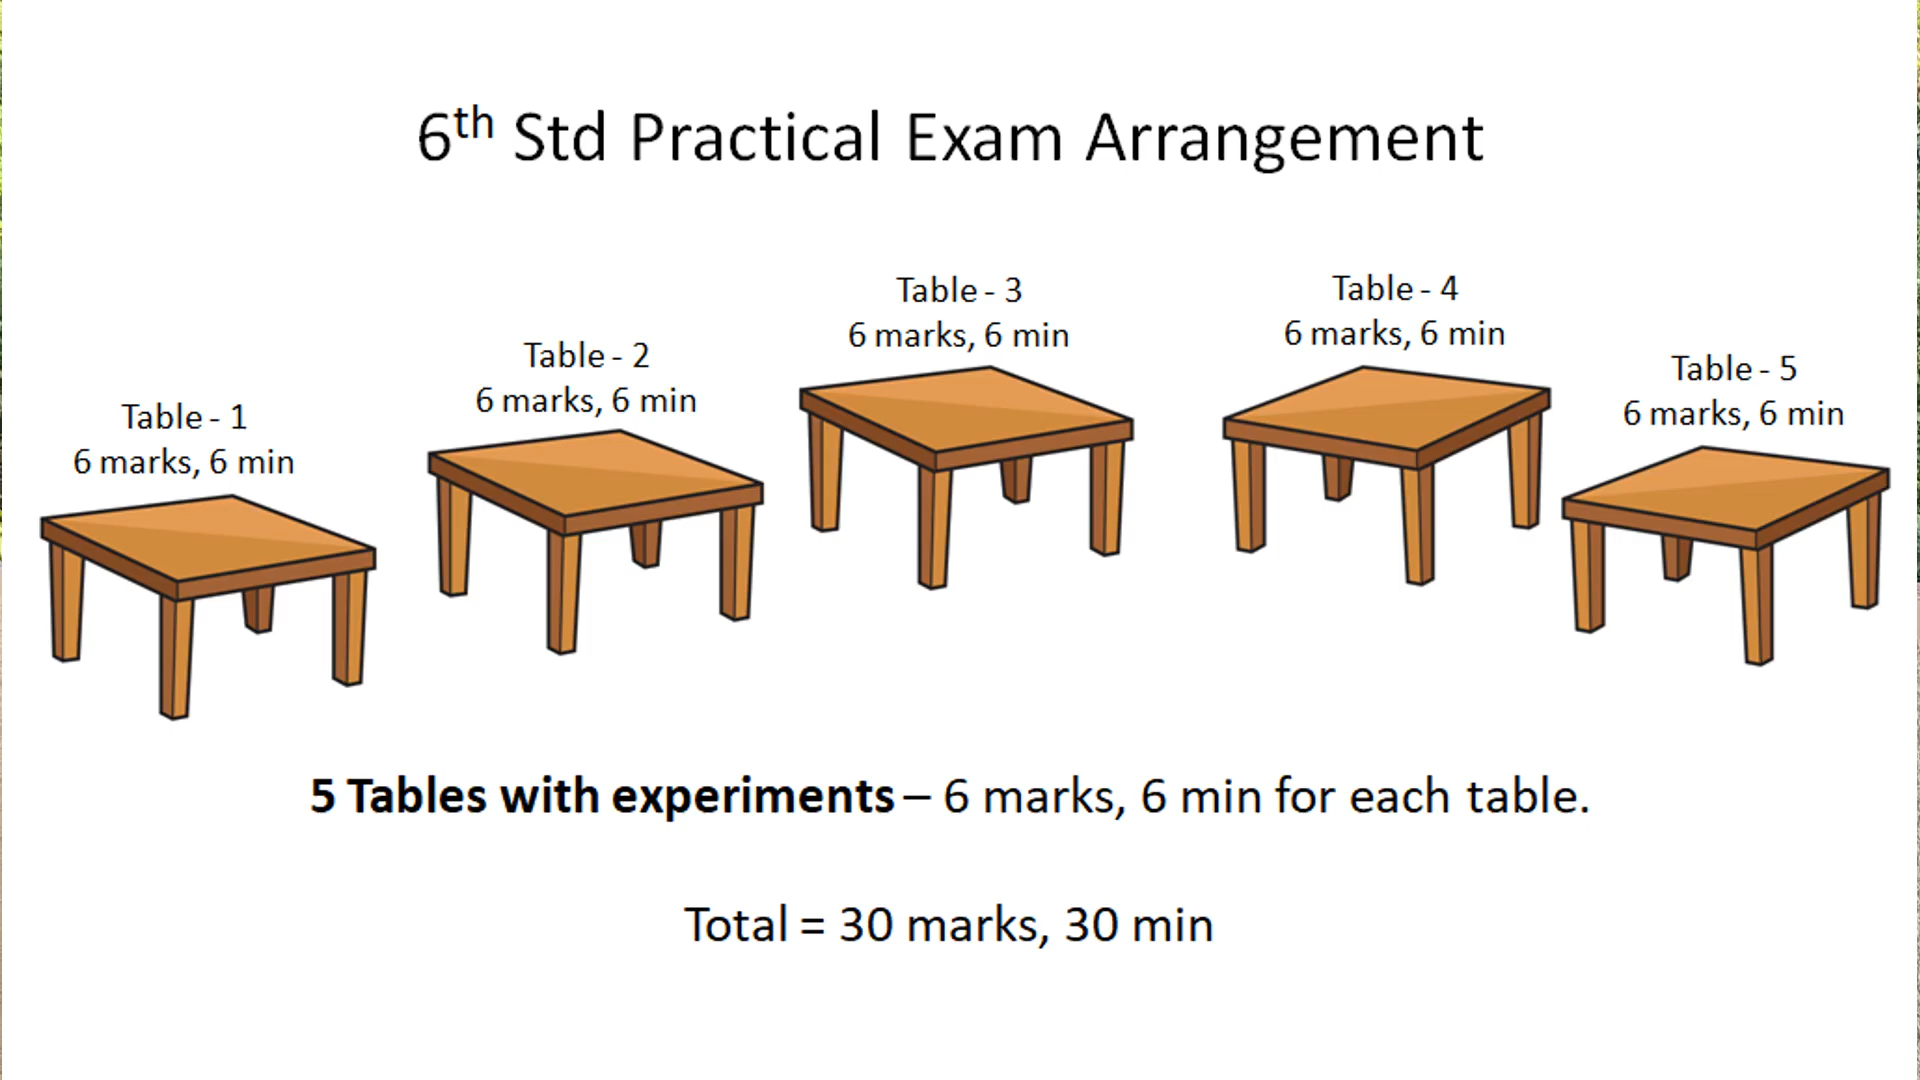 6th Std Practical Exam Arrangement
Table - 1
6 marks, 6 min
Table - 2
6 marks, 6 min
Table - 3
6 marks, 6 min
Table - 4
6 marks, 6 min
Table - 5
6 marks, 6 min
5 Tables with experiments – 6 marks, 6 min for each table.
Total = 30 marks, 30 min